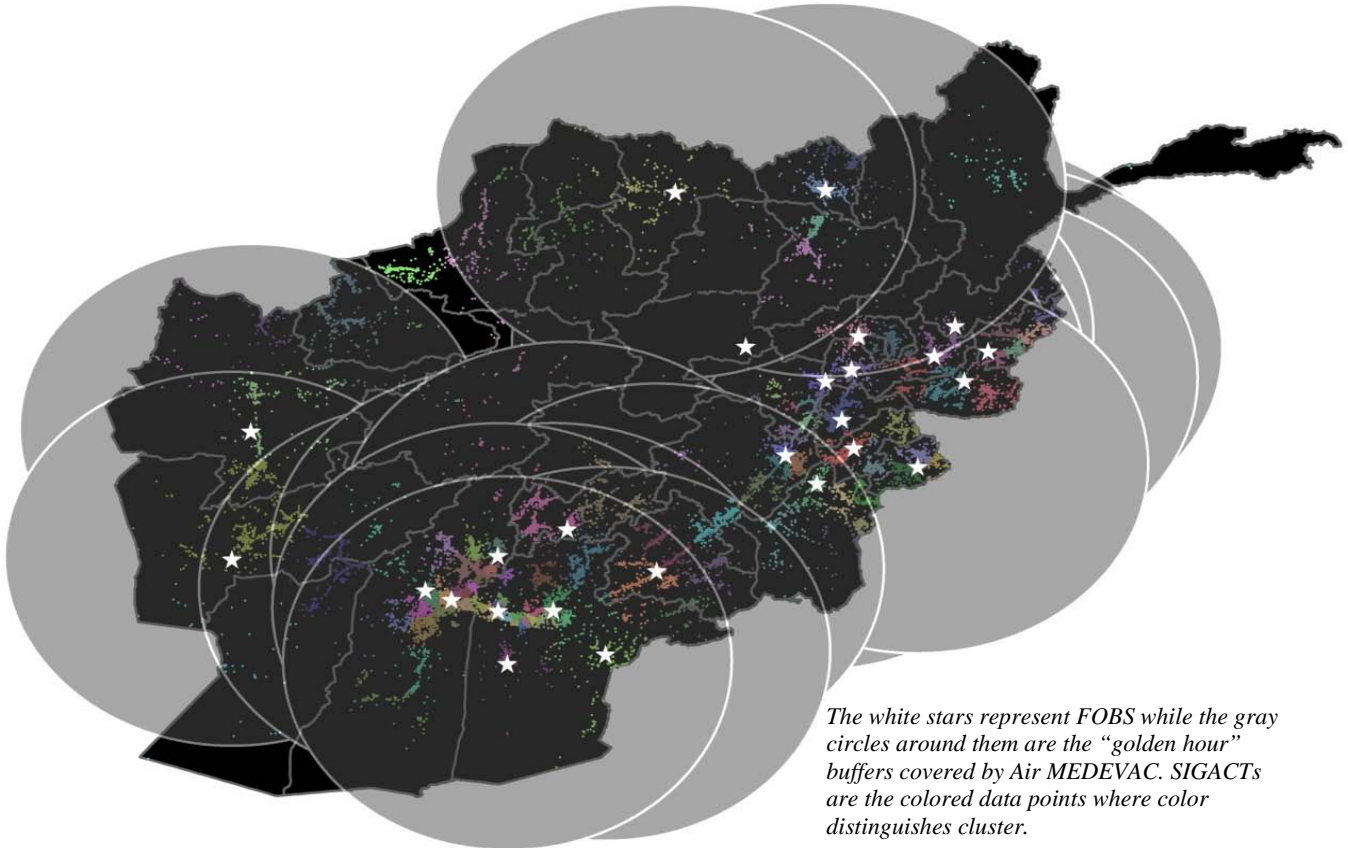 The white stars represent FOBS while the gray
circles around them are the “golden hour”
buffers covered by Air MEDEVAC. SIGACTs
are the colored data points where color
distinguishes cluster.